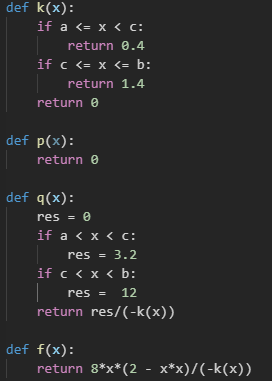 def k(x):
    if a <= x < c:
        return 0.4
    if c <= x <= b:
        return 1.4
    return 0

def p(x):
    return 0

def q(x):
    res = 0
    if a < x < c:
        res = 3.2
    if c < x < b:
        res =  12
    return res/(-k(x))

def f(x):
    return 8*x*(2 - x*x)/(-k(x))